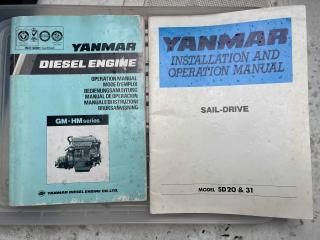 YANMAR
DIESEL ENGINE
OPERATION MANUAL
MODE D'EMPLOI
BEDIENUNGSANLEITUNG
MANUAL DE OPERACION
MANUALE DI ISTRUZIONI
BRUKSANVISNING
GM·HM series
YANMAR DIESEL ENGINE CO., LTD.
YANMAR
INSTALLATION AND
OPERATION MANUAL
SAIL-DRIVE
MODEL SD20 & 31